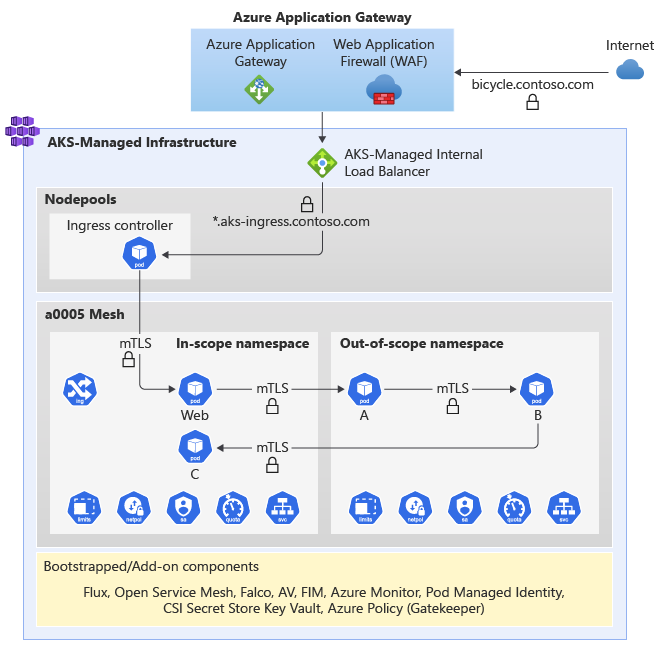 Azure Application Gateway
Azure Application
Gateway
Web Application
Firewall (WAF)
Internet
bicycle.contoso.com
AKS-Managed Infrastructure
AKS-Managed Internal
Load Balancer
Nodepools
*.aks-ingress.contoso.com
Ingress controller
pod
a0005 Mesh
mTLS
In-scope namespace
Out-of-scope namespace
ing
pod
Web
mTLS
pod
A
mTLS
pod
B
pod
C
mTLS
limits
netpol
sa
quota
svc
limits
netpol
sa
quota
svc
Bootstrapped/Add-on components
Flux, Open Service Mesh, Falco, AV, FIM, Azure Monitor, Pod Managed Identity,
CSI Secret Store Key Vault, Azure Policy (Gatekeeper)